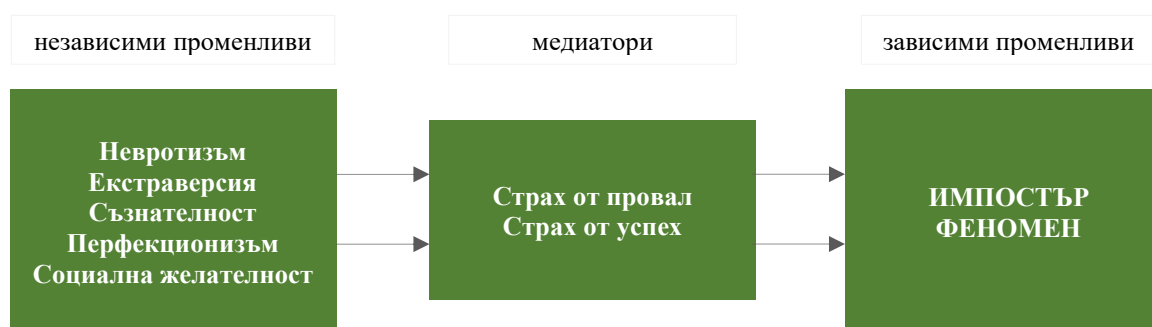 независими променливи
медиатори
зависими променливи
Невротизъм
Екстраверсия
Съзнателност
Перфекционизъм
Социална желателност
Страх от провал
Страх от успех
ИМПОСТЪР
ФЕНОМЕН